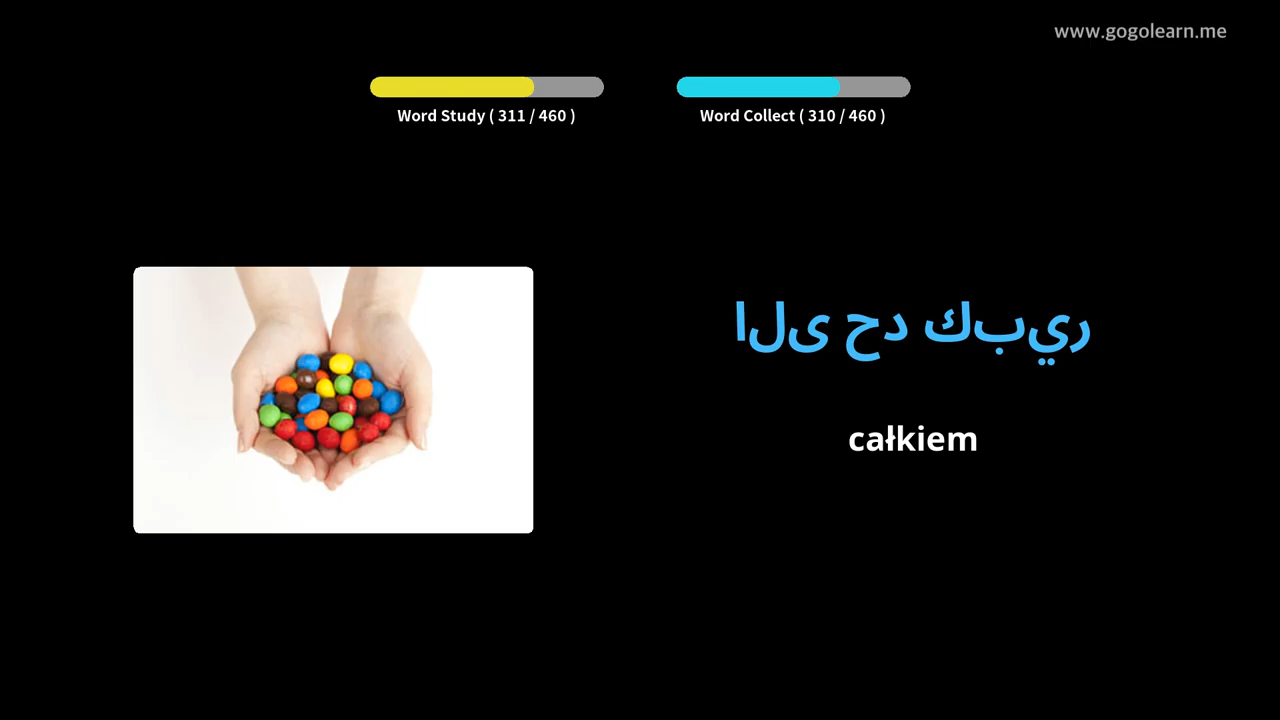 www.gogolearn.me
Word Study ( 311 / 460 )
Word Collect ( 310 / 460 )
الى حد كبير
całkiem